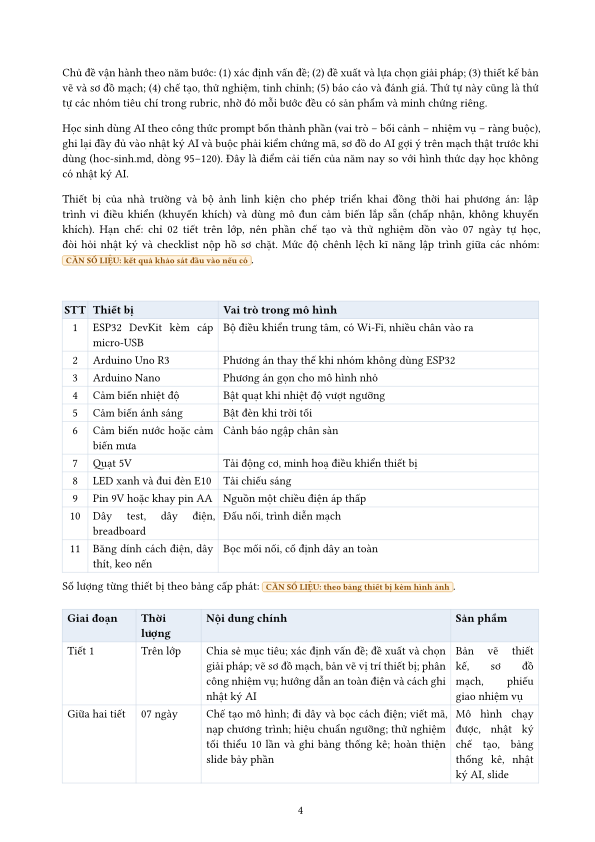 Chủ đề vận hành theo năm bước: (1) xác định vấn đề; (2) đề xuất và lựa chọn giải pháp; (3) thiết kế bản
vẽ và sơ đồ mạch; (4) chế tạo, thử nghiệm, tinh chỉnh; (5) báo cáo và đánh giá. Thứ tự này cũng là thứ
tự các nhóm tiêu chí trong rubric, nhờ đó mỗi bước đều có sản phẩm và minh chứng riêng.
Học sinh dùng AI theo công thức prompt bốn thành phần (vai trò – bối cảnh – nhiệm vụ – ràng buộc),
ghi lại đầy đủ vào nhật ký AI và buộc phải kiểm chứng mã, sơ đồ do AI gợi ý trên mạch thật trước khi
dùng (hoc-sinh.md, dòng 95–120). Đây là điểm cải tiến của năm nay so với hình thức dạy học không
có nhật ký AI.
Thiết bị của nhà trường và bộ ảnh linh kiện cho phép triển khai đồng thời hai phương án: lập
trình vi điều khiển (khuyến khích) và dùng mô đun cảm biến lắp sẵn (chấp nhận, không khuyến
khích). Hạn chế: chỉ 02 tiết trên lớp, nên phần chế tạo và thử nghiệm dồn vào 07 ngày tự học,
đòi hỏi nhật ký và checklist nộp hồ sơ chặt. Mức độ chênh lệch kĩ năng lập trình giữa các nhóm:
CẦN SỐ LIỆU: kết quả khảo sát đầu vào nếu có.
STT Thiết bị Vai trò trong mô hình
1 ESP32 DevKit kèm cáp Bộ điều khiển trung tâm, có Wi-Fi, nhiều chân vào ra
micro-USB
2 Arduino Uno R3 Phương án thay thế khi nhóm không dùng ESP32
3 Arduino Nano Phương án gọn cho mô hình nhỏ
4 Cảm biến nhiệt độ Bật quạt khi nhiệt độ vượt ngưỡng
5 Cảm biến ánh sáng Bật đèn khi trời tối
6 Cảm biến nước hoặc cảm Cảnh báo ngập chân sàn
biến mưa
7 Quạt 5V Tải động cơ, minh hoạ điều khiển thiết bị
8 LED xanh và đui đèn E10 Tải chiếu sáng
9 Pin 9V hoặc khay pin AA Nguồn một chiều điện áp thấp
10 Dây test, dây điện, Đấu nối, trình diễn mạch
breadboard
11 Băng dính cách điện, dây Bọc mối nối, cố định dây an toàn
thít, keo nến
Số lượng từng thiết bị theo bảng cấp phát: CẦN SỐ LIỆU: theo bảng thiết bị kèm hình ảnh.
Giai đoạn Thời Nội dung chính Sản phẩm
lượng
Tiết 1 Trên lớp Chia sẻ mục tiêu; xác định vấn đề; đề xuất và chọn Bản vẽ thiết
giải pháp; vẽ sơ đồ mạch, bản vẽ vị trí thiết bị; phân kế, sơ đồ
công nhiệm vụ; hướng dẫn an toàn điện và cách ghi mạch, phiếu
nhật ký AI giao nhiệm vụ
Giữa hai tiết 07 ngày Chế tạo mô hình; đi dây và bọc cách điện; viết mã, Mô hình chạy
nạp chương trình; hiệu chuẩn ngưỡng; thử nghiệm được, nhật ký
tối thiểu 10 lần và ghi bảng thống kê; hoàn thiện chế tạo, bảng
slide bảy phần thống kê, nhật
ký AI, slide
4